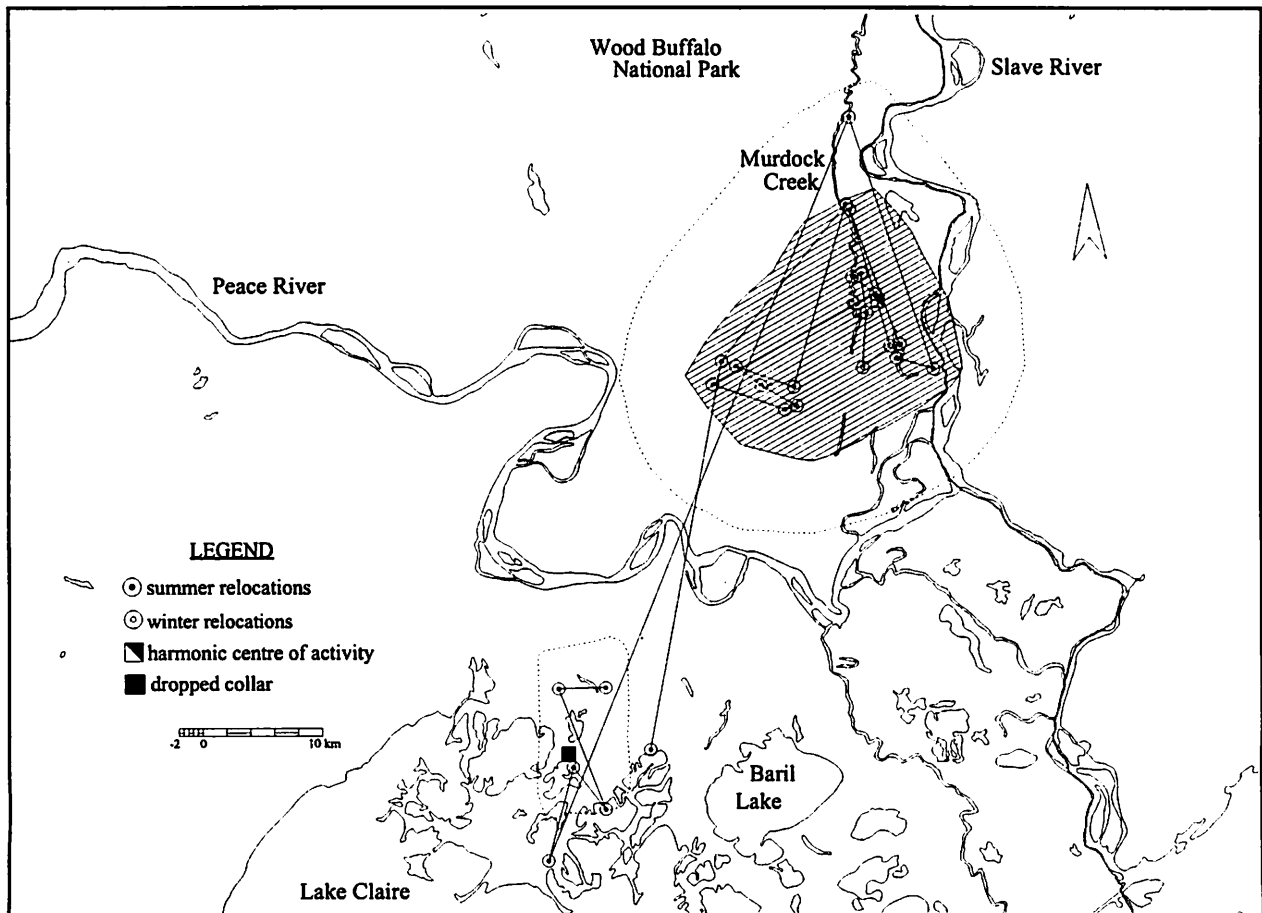 Wood Buffalo
National Park
Slave River
Murdock
Creek
Peace River
LEGEND
summer relocations
winter relocations
harmonic centre of activity
dropped collar
-2 0 10 km
Baril
Lake
Lake Claire